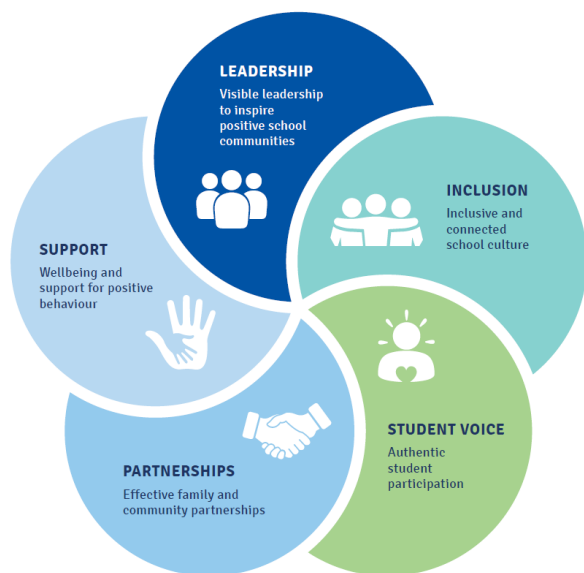 LEADERSHIP
Visible leadership
to inspire
positive school
communities
INCLUSION
Inclusive and
connected
school culture
STUDENT VOICE
Authentic
student
participation
PARTNERSHIPS
Effective family and
community partnerships
SUPPORT
Wellbeing and
support for positive
behaviour